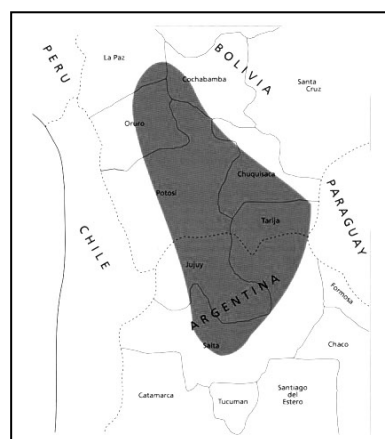 PERU
La Paz
BOLIVIA
Cochabamba
Santa
Cruz
Oruro
Chuquisaca
Potosi
PARAGUAY
Tarija
CHILE
Jujuy
ARGENTINA
Formosa
Salta
Chaco
Catamarca
Tucuman
Santiago
del
Estero